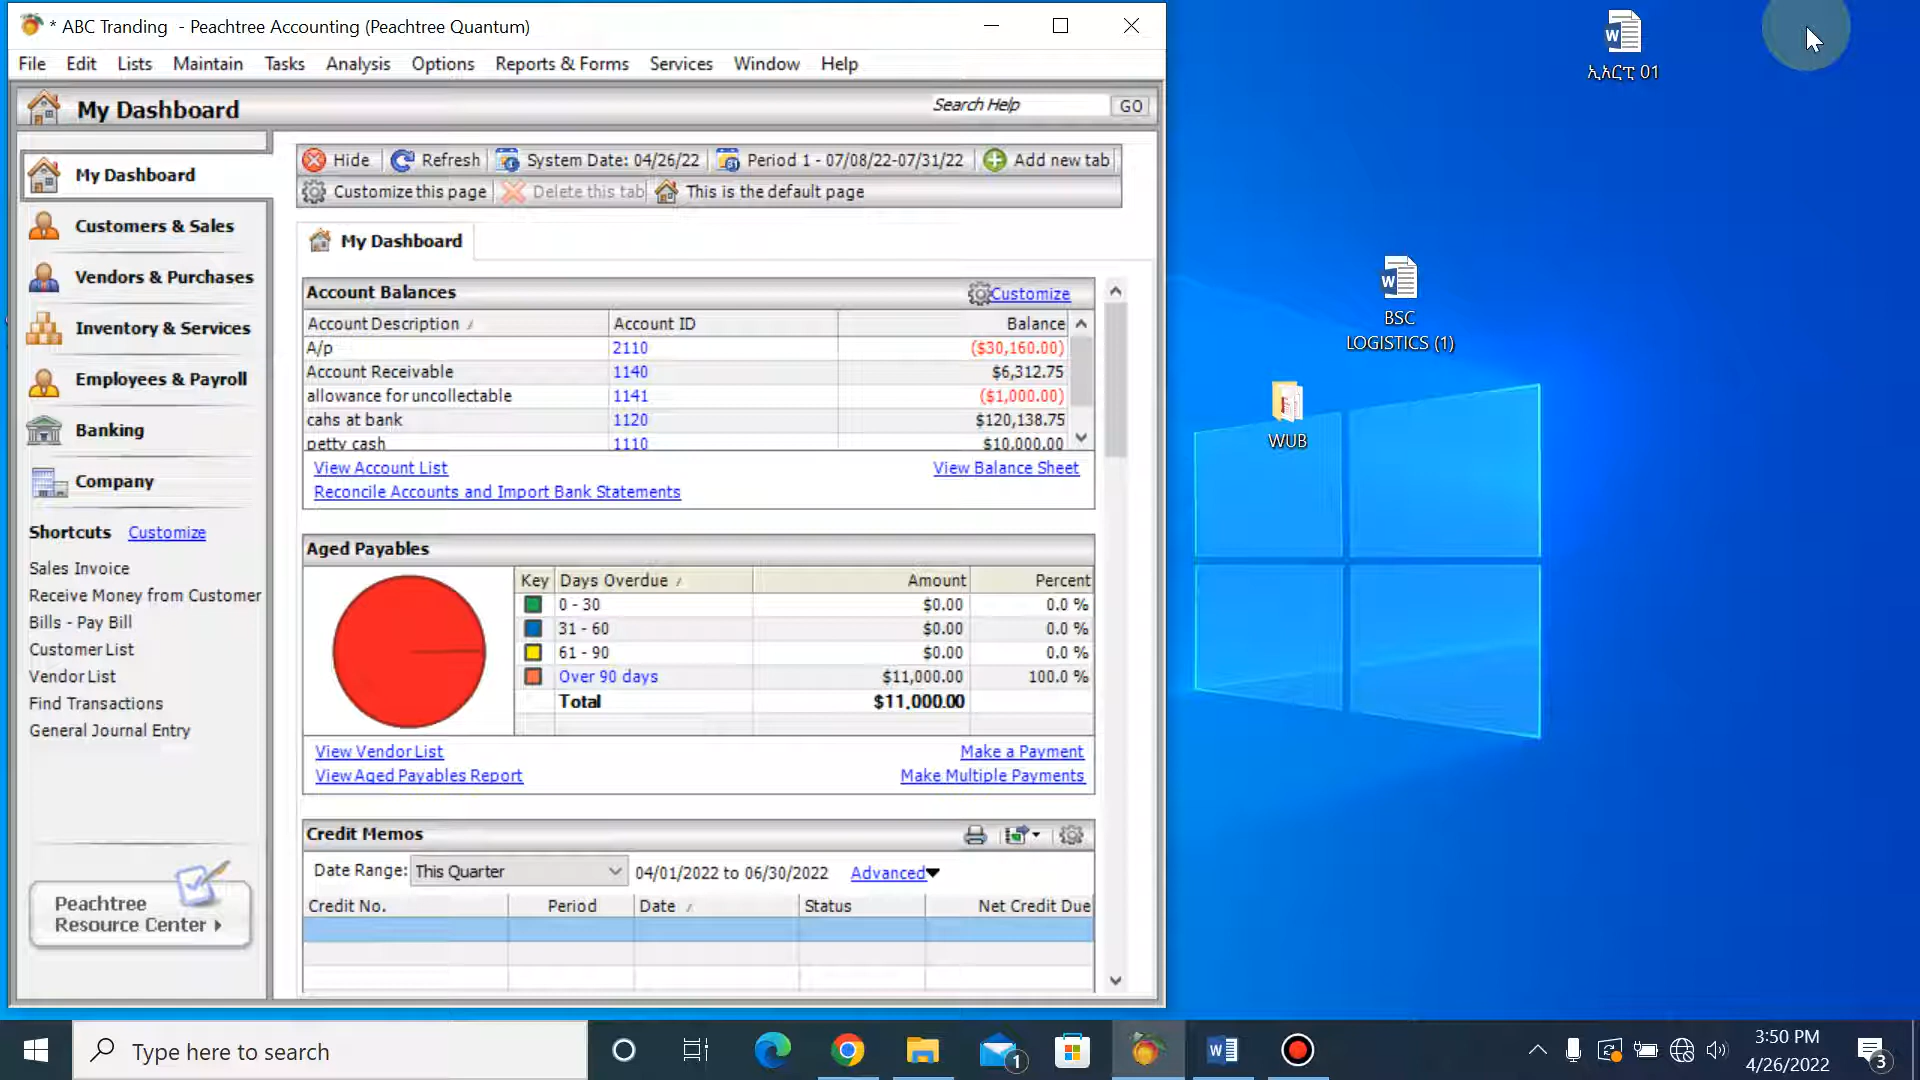 * ABC Tranding - Peachtree Accounting (Peachtree Quantum)
File Edit Lists Maintain Tasks Analysis Options Reports & Forms Services Window Help
My Dashboard
Search Help GO
My Dashboard
Customers & Sales
Vendors & Purchases
Inventory & Services
Employees & Payroll
Banking
Company
Shortcuts Customize
Sales Invoice
Receive Money from Customer
Bills - Pay Bill
Customer List
Vendor List
Find Transactions
General Journal Entry
Peachtree
Resource Center
Hide Refresh System Date: 04/26/22 Period 1 - 07/08/22-07/31/22 Add new tab
Customize this page Delete this tab This is the default page
My Dashboard
Account Balances Customize
Account Description / Account ID Balance
A/p 2110 ($30,160.00)
Account Receivable 1140 $6,312.75
allowance for uncollectable 1141 ($1,000.00)
cahs at bank 1120 $120,138.75
petty cash 1110 $10,000.00
View Account List View Balance Sheet
Reconcile Accounts and Import Bank Statements
Aged Payables
Key Days Overdue / Amount Percent
0 - 30 $0.00 0.0 %
31 - 60 $0.00 0.0 %
61 - 90 $0.00 0.0 %
Over 90 days $11,000.00 100.0 %
Total $11,000.00
View Vendor List Make a Payment
View Aged Payables Report Make Multiple Payments
Credit Memos
Date Range: This Quarter 04/01/2022 to 06/30/2022 Advanced
Credit No. Period Date / Status Net Credit Due
ኢአርፒ 01
BSC
LOGISTICS (1)
WUB
Type here to search
1
3:50 PM
4/26/2022
3